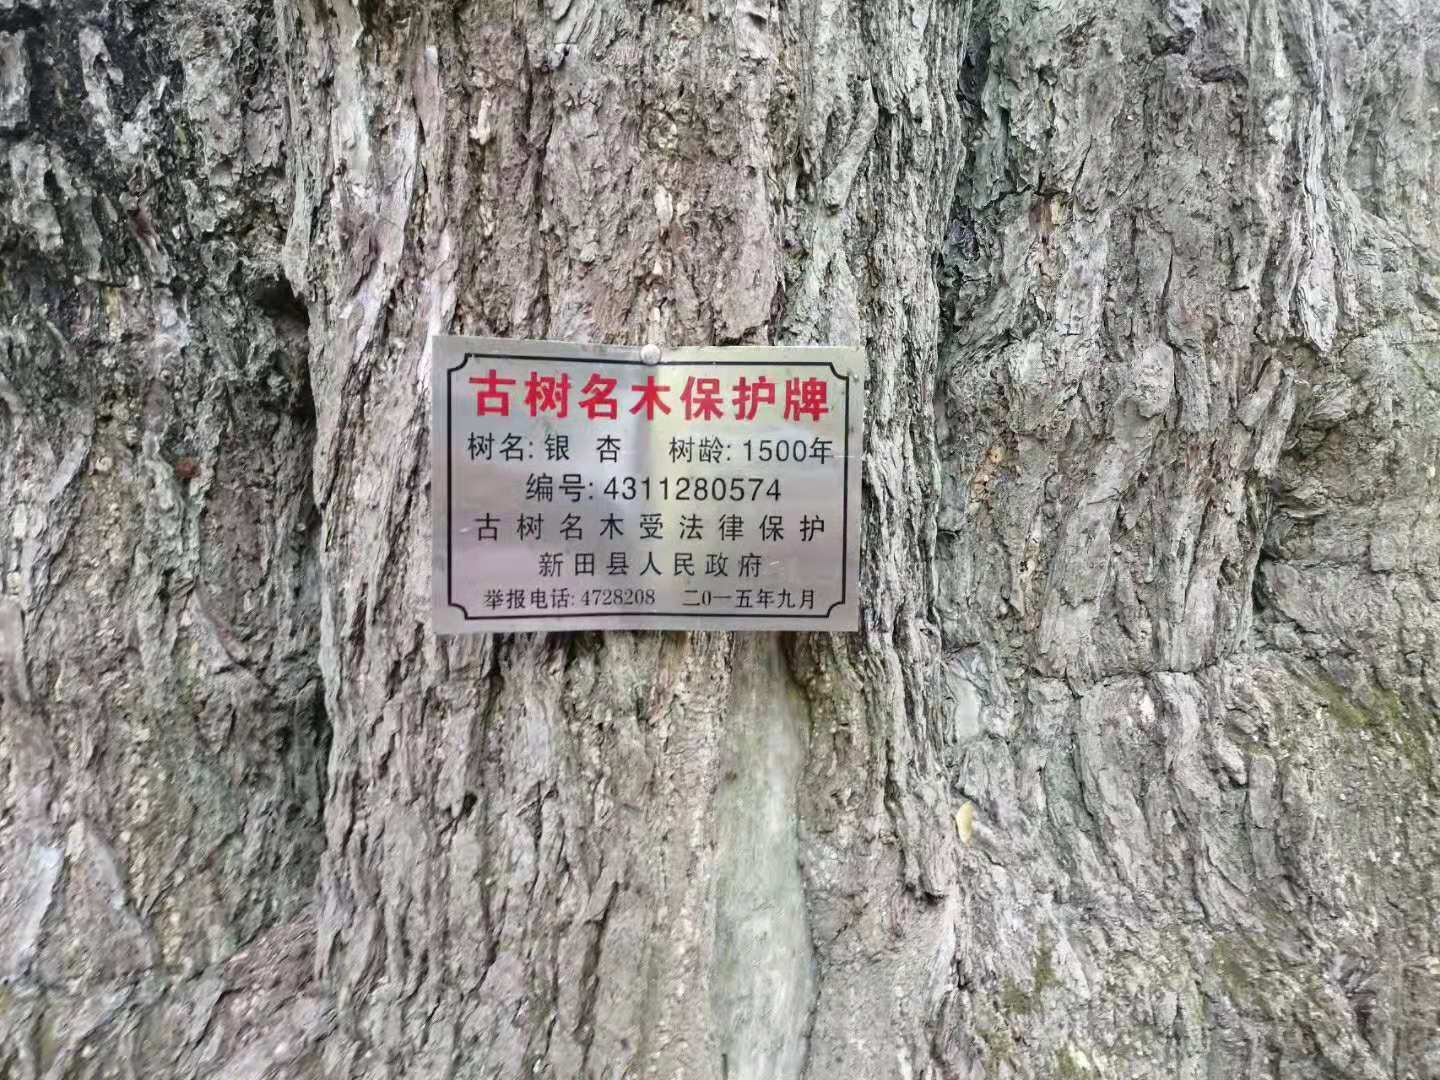 古树名木保护牌
树名: 银 杏 树龄: 1500年
编号: 4311280574
古树名木受法律保护
新田县人民政府
举报电话: 4728208 二0一五年九月